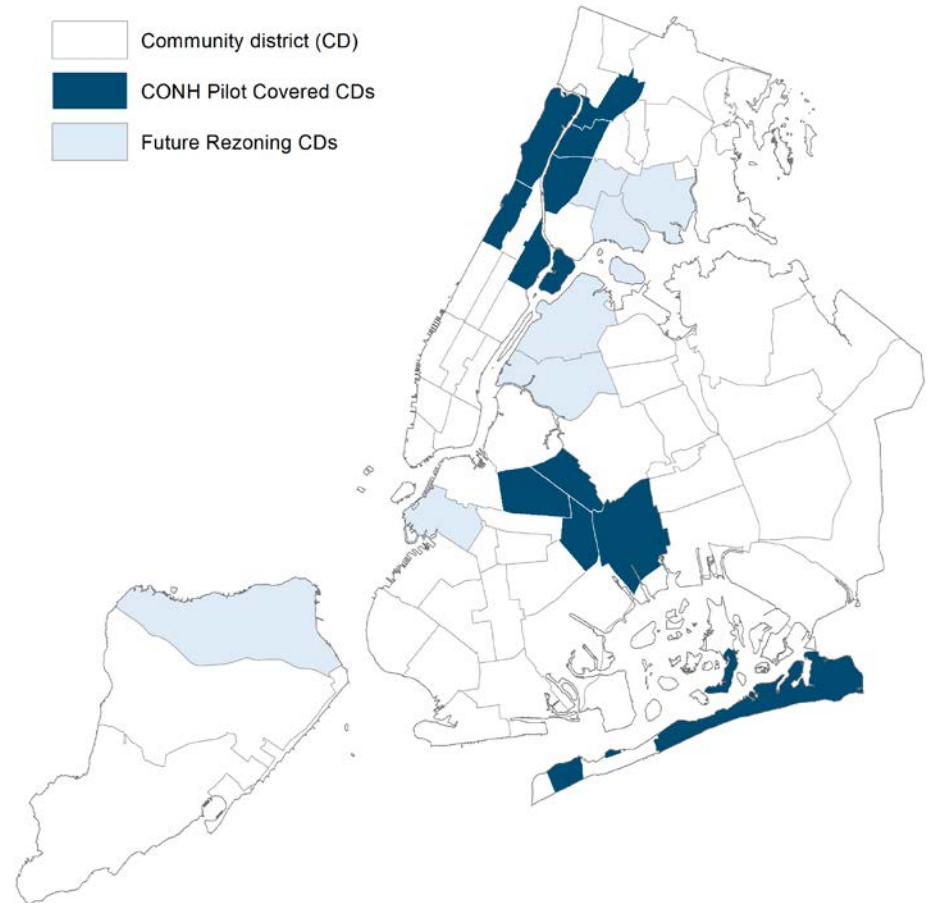 Community district (CD)
CONH Pilot Covered CDs
Future Rezoning CDs